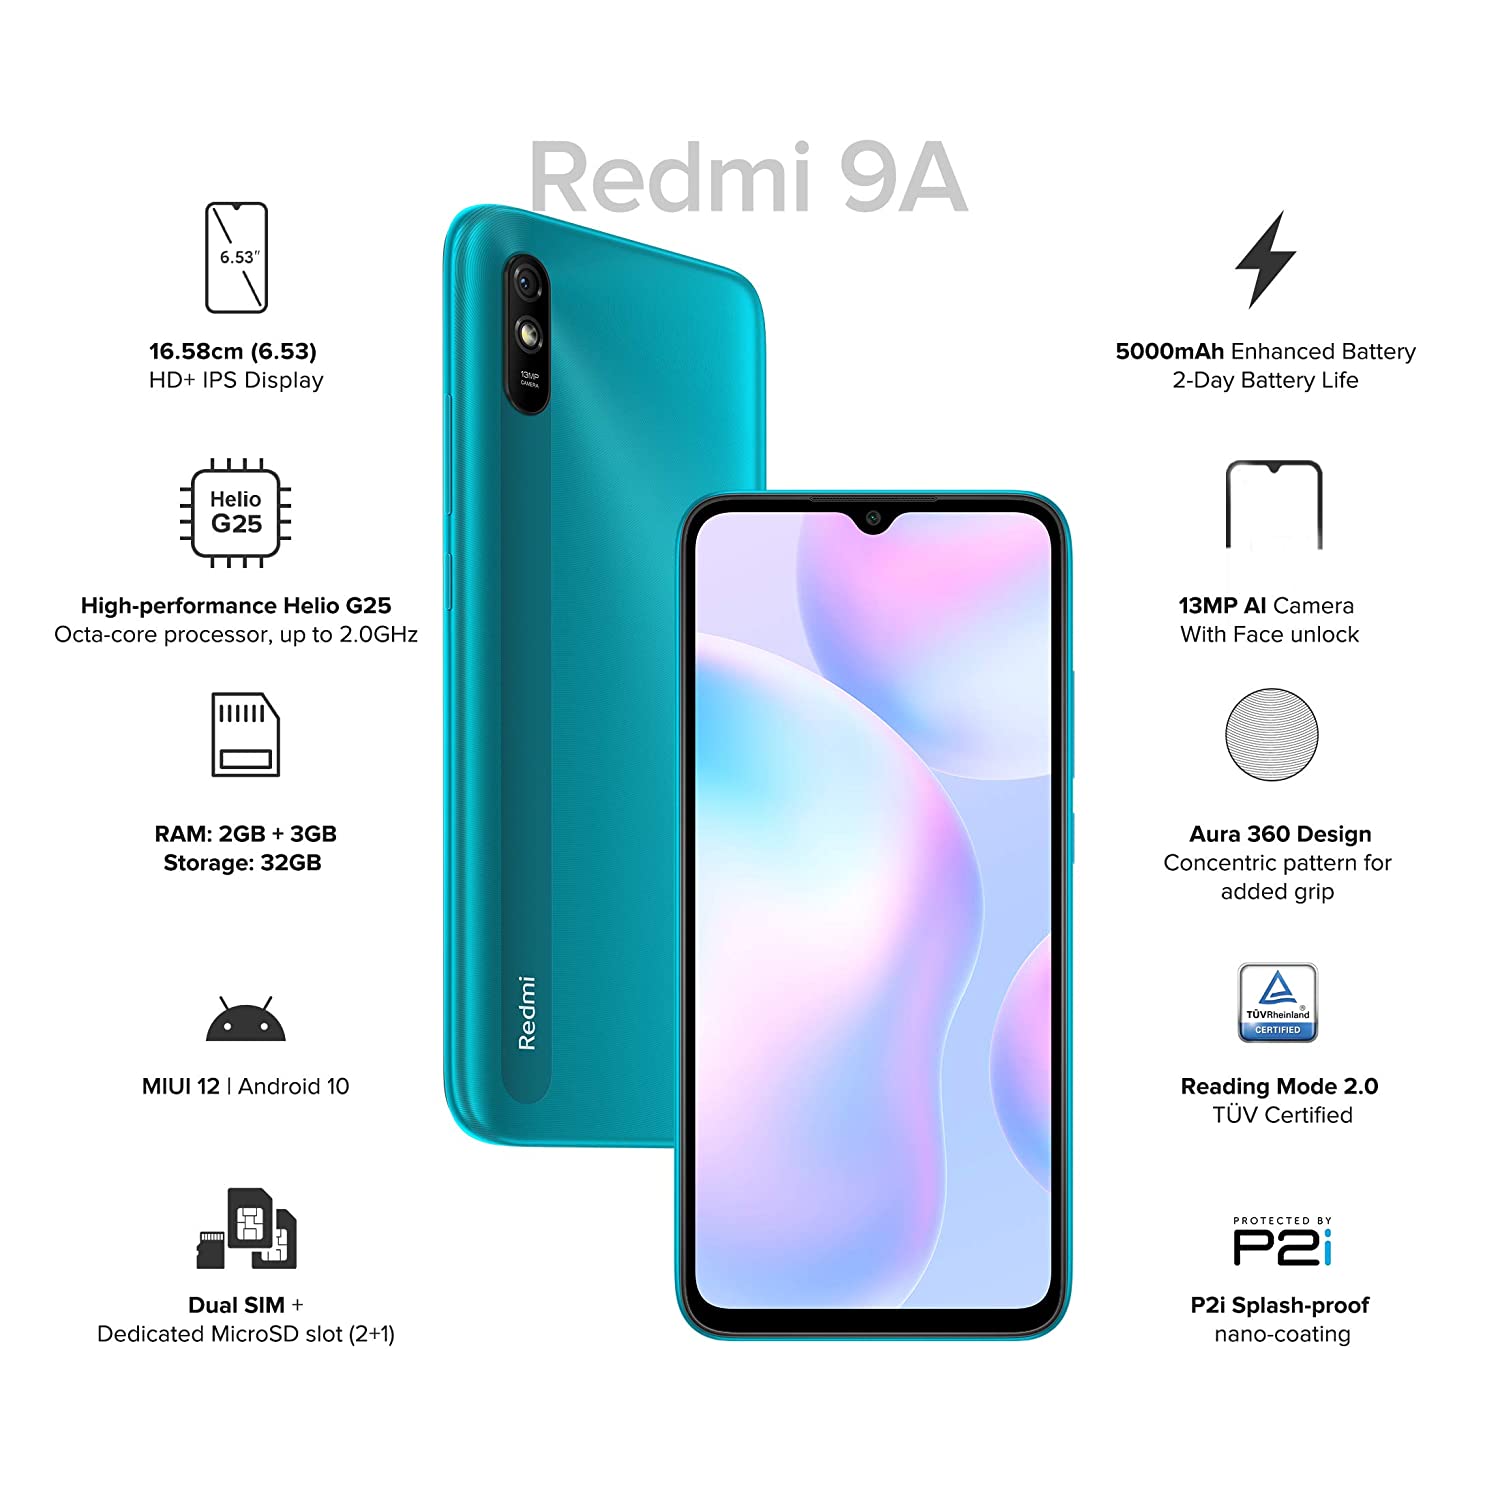 Redmi 9A
6.53"
16.58cm (6.53)
HD+ IPS Display
Helio
G25
High-performance Helio G25
Octa-core processor, up to 2.0GHz
RAM: 2GB + 3GB
Storage: 32GB
MIUI 12 | Android 10
Dual SIM +
Dedicated MicroSD slot (2+1)
13MP
CAMERA
Redmi
5000mAh Enhanced Battery
2-Day Battery Life
13MP AI Camera
With Face unlock
Aura 360 Design
Concentric pattern for
added grip
TÜVRheinland®
CERTIFIED
Reading Mode 2.0
TÜV Certified
PROTECTED BY
P2i
P2i Splash-proof
nano-coating